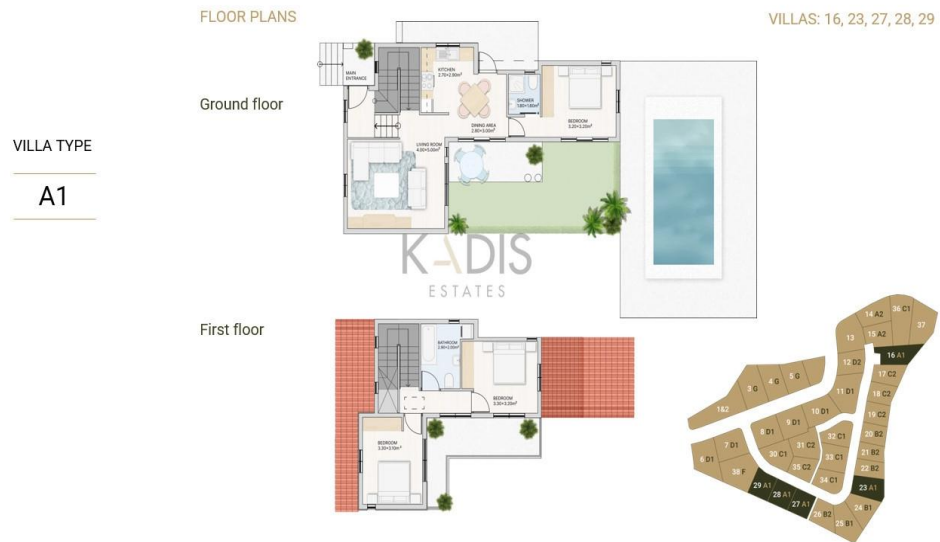 FLOOR PLANS
VILLAS: 16, 23, 27, 28, 29
Ground floor
VILLA TYPE
A1
MAIN
ENTRANCE
KITCHEN
2.70×2.90m²
SHOWER
1.80×1.80m²
BEDROOM
3.20×3.20m²
DINING AREA
2.80×3.00m²
LIVING ROOM
4.00×5.00m²
KADIS
ESTATES
First floor
BATHROOM
BEDROOM
3.30×3.20m²
BEDROOM
3.30×3.10m²
14 A2
36 C1
37
15 A2
13
16 A1
12 D2
17 C2
5 G
4 G
3 G
11 D1
18 C2
1&2
10 D1
19 C2
9 D1
8 D1
32 C1
20 B2
7 D1
31 C2
21 B2
6 D1
30 C1
33 C1
22 B2
38 F
35 C2
34 C1
23 A1
29 A1
28 A1
27 A1
24 B1
26 B2
25 B1